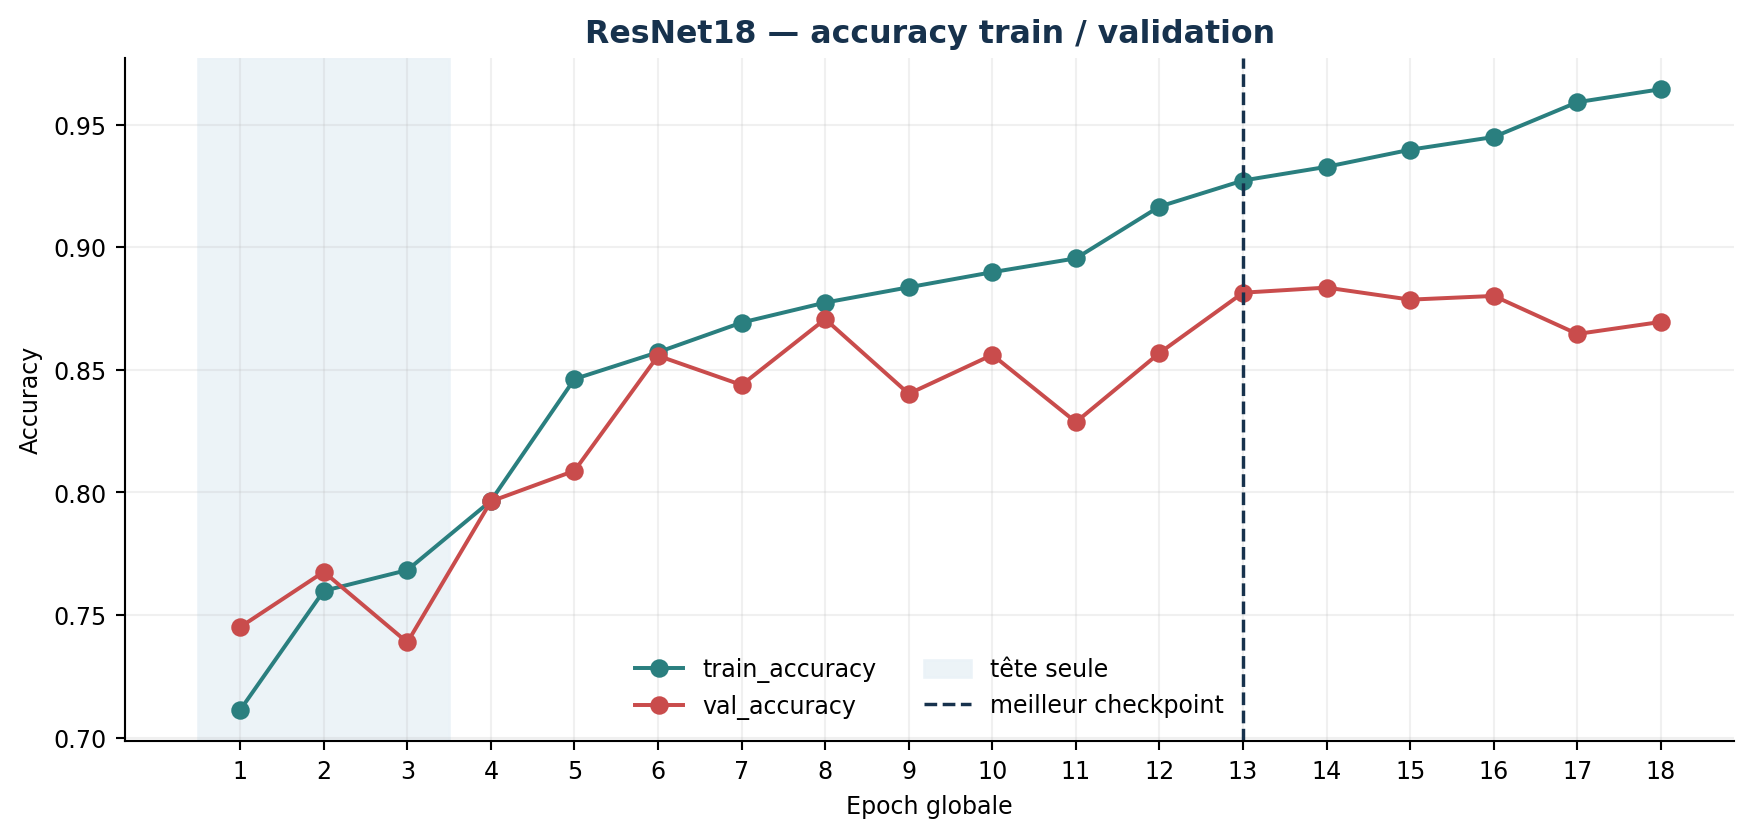 ResNet18 — accuracy train / validation
Accuracy
0.95
0.90
0.85
0.80
0.75
0.70
train_accuracy
val_accuracy
tête seule
meilleur checkpoint
1 2 3 4 5 6 7 8 9 10 11 12 13 14 15 16 17 18
Epoch globale